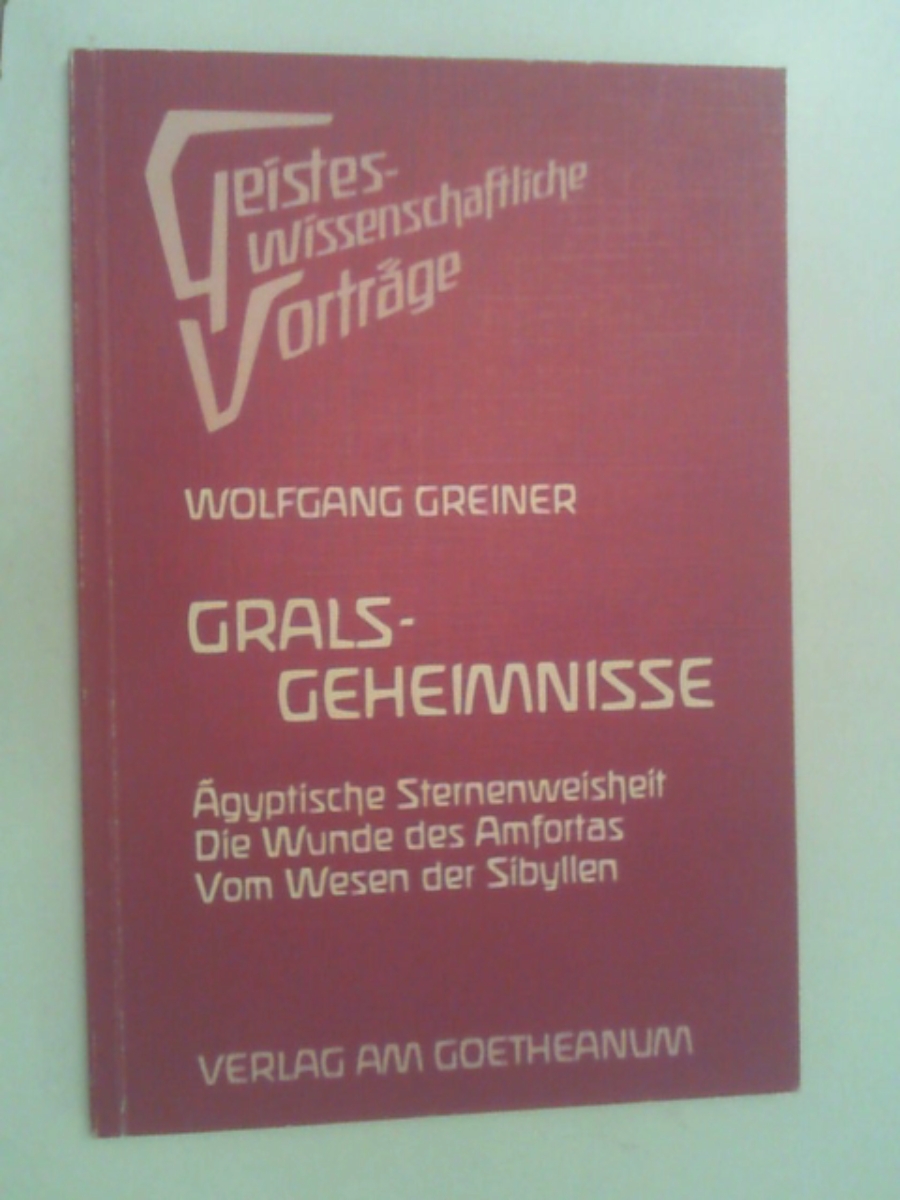 Geistes-
Wissenschaftliche
Vorträge
WOLFGANG GREINER
GRALS-
GEHEIMNISSE
Ägyptische Sternenweisheit
Die Wunde des Amfortas
Vom Wesen der Sibyllen
VERLAG AM GOETHEANUM